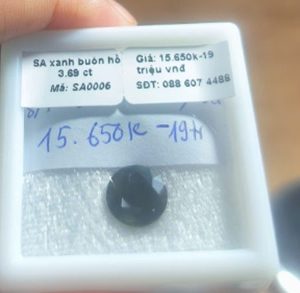 SA xanh buôn hồ
3.69 ct
Mã: SA0006
Giá: 15.650k-19
triệu vnđ
SĐT: 088 607 4488
15.650k -19tr